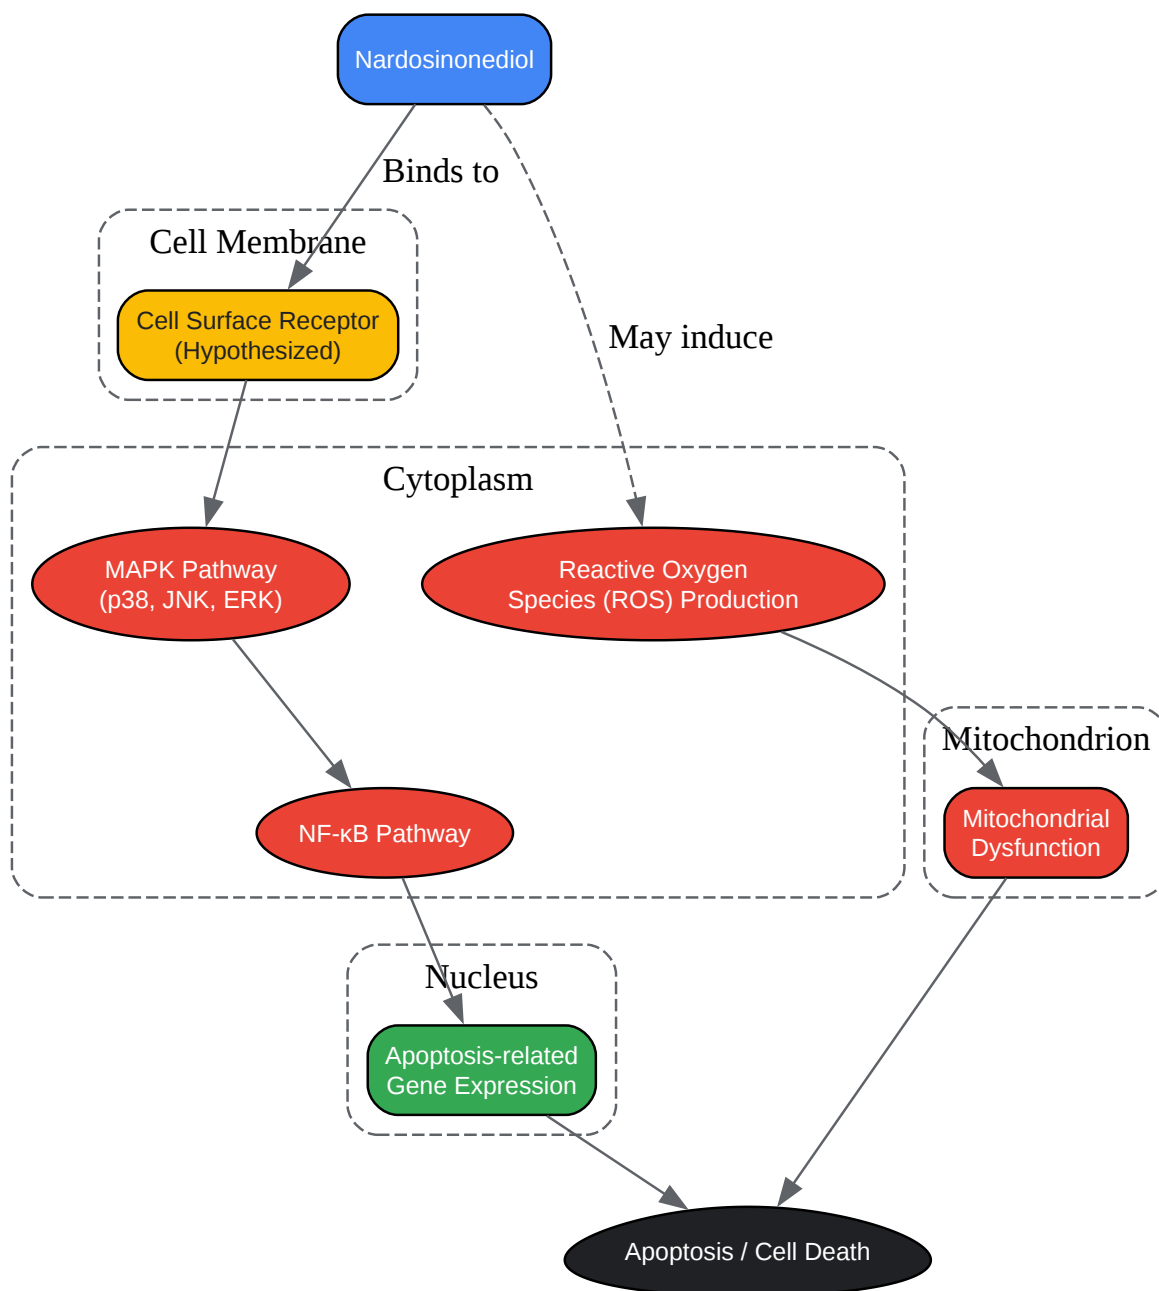 Nardosinonediol
Binds to
Cell Membrane
Cell Surface Receptor
(Hypothesized)
May induce
Cytoplasm
MAPK Pathway
(p38, JNK, ERK)
Reactive Oxygen
Species (ROS) Production
Mitochondrion
NF-κB Pathway
Mitochondrial
Dysfunction
Nucleus
Apoptosis-related
Gene Expression
Apoptosis / Cell Death